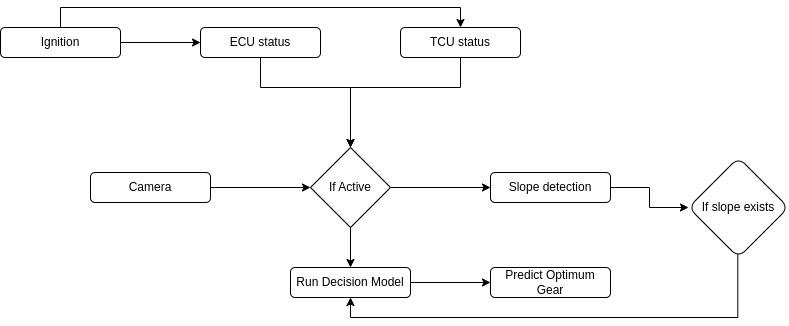 Ignition
ECU status
TCU status
Camera
If Active
Slope detection
If slope exists
Run Decision Model
Predict Optimum
Gear